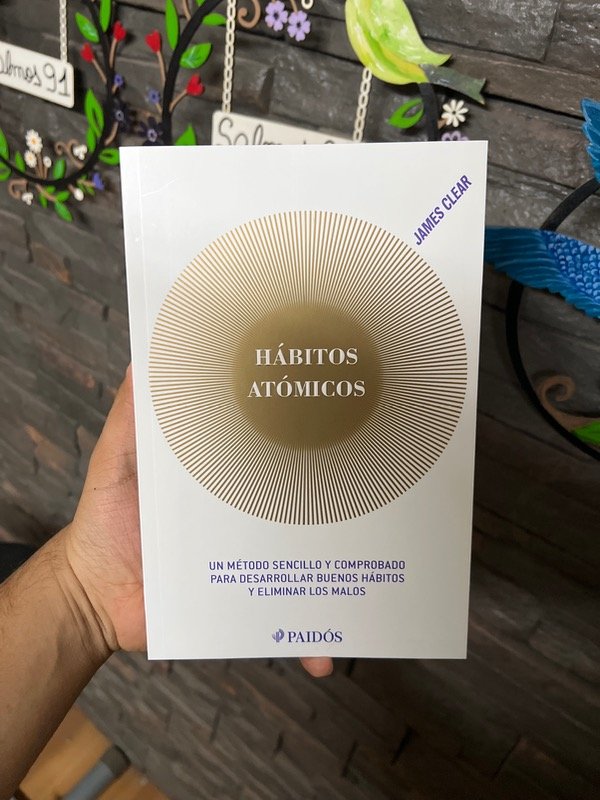 almos 91
JAMES CLEAR
HÁBITOS
ATÓMICOS
UN MÉTODO SENCILLO Y COMPROBADO
PARA DESARROLLAR BUENOS HÁBITOS
Y ELIMINAR LOS MALOS
PAIDÓS